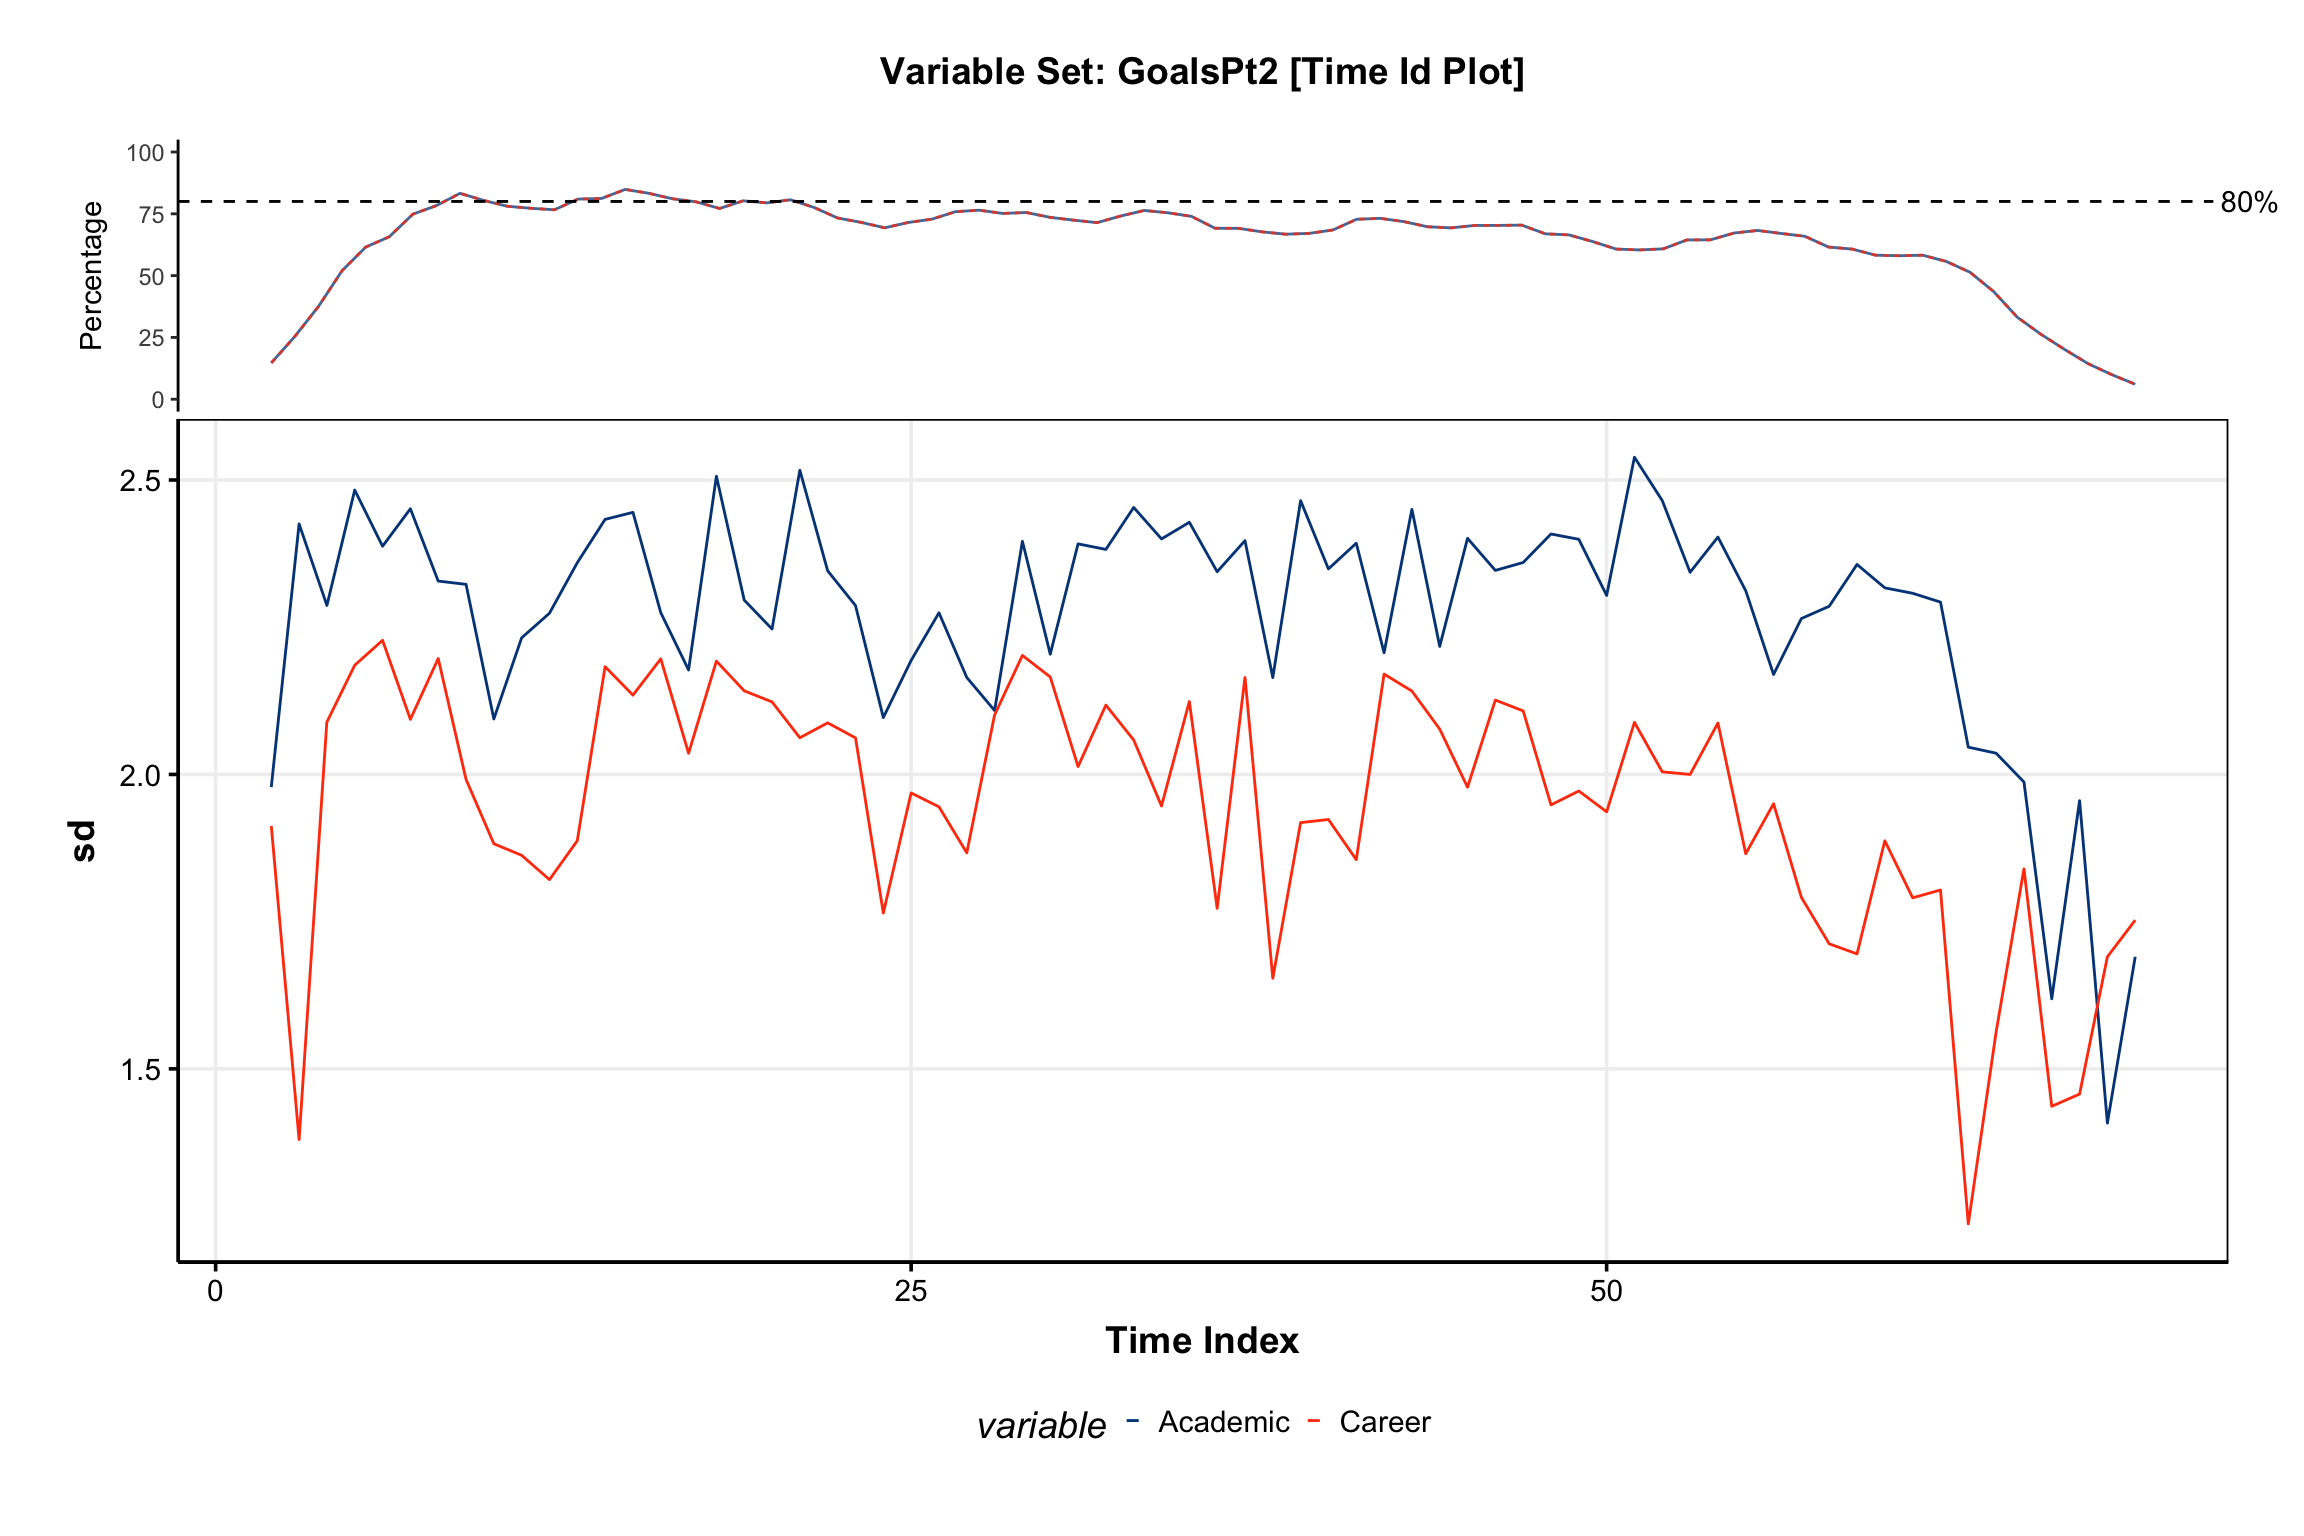 Variable Set: GoalsPt2 [Time Id Plot]
Percentage
100
75
50
25
0
80%
sd
2.5
2.0
1.5
0 25 50
Time Index
variable Academic Career